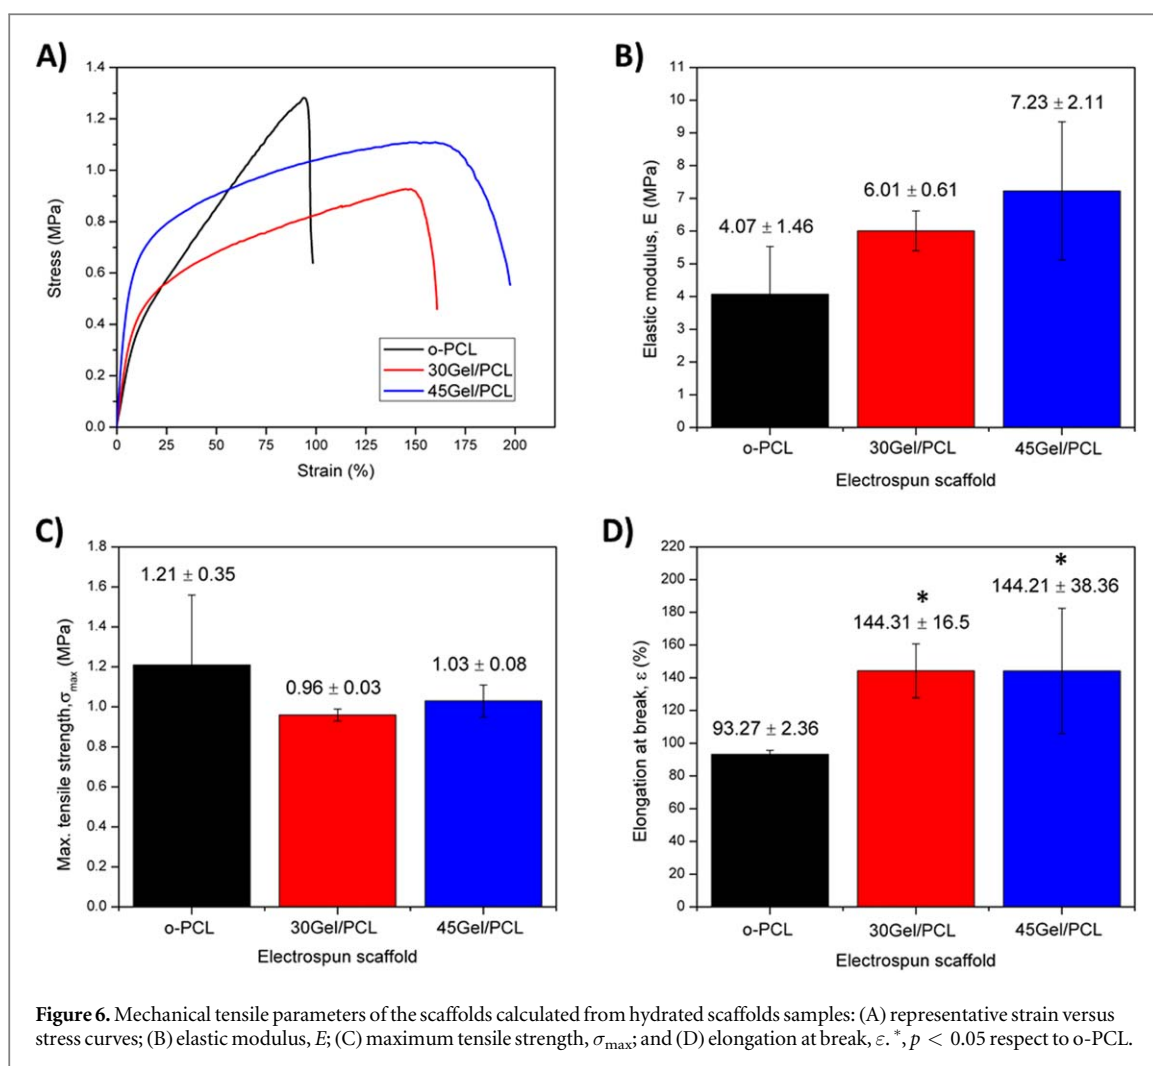 A)
1.4
1.2
1.0
0.8
0.6
0.4
0.2
0.0
Stress (MPa)
0 25 50 75 100 125 150 175 200
Strain (%)
o-PCL
30Gel/PCL
45Gel/PCL
B)
11
10
9
8
7
6
5
4
3
2
1
0
Elastic modulus, E (MPa)
4.07 ± 1.46
6.01 ± 0.61
7.23 ± 2.11
o-PCL 30Gel/PCL 45Gel/PCL
Electrospun scaffold
C)
1.8
1.6
1.4
1.2
1.0
0.8
0.6
0.4
0.2
0.0
Max. tensile strength,σmax (MPa)
1.21 ± 0.35
0.96 ± 0.03
1.03 ± 0.08
o-PCL 30Gel/PCL 45Gel/PCL
Electrospun scaffold
D)
220
200
180
160
140
120
100
80
60
40
20
0
Elongation at break, ε (%)
93.27 ± 2.36
*
144.31 ± 16.5
*
144.21 ± 38.36
o-PCL 30Gel/PCL 45Gel/PCL
Electrospun scaffold
Figure 6. Mechanical tensile parameters of the scaffolds calculated from hydrated scaffolds samples: (A) representative strain versus
stress curves; (B) elastic modulus, E; (C) maximum tensile strength, σmax; and (D) elongation at break, ε. *, p < 0.05 respect to o-PCL.